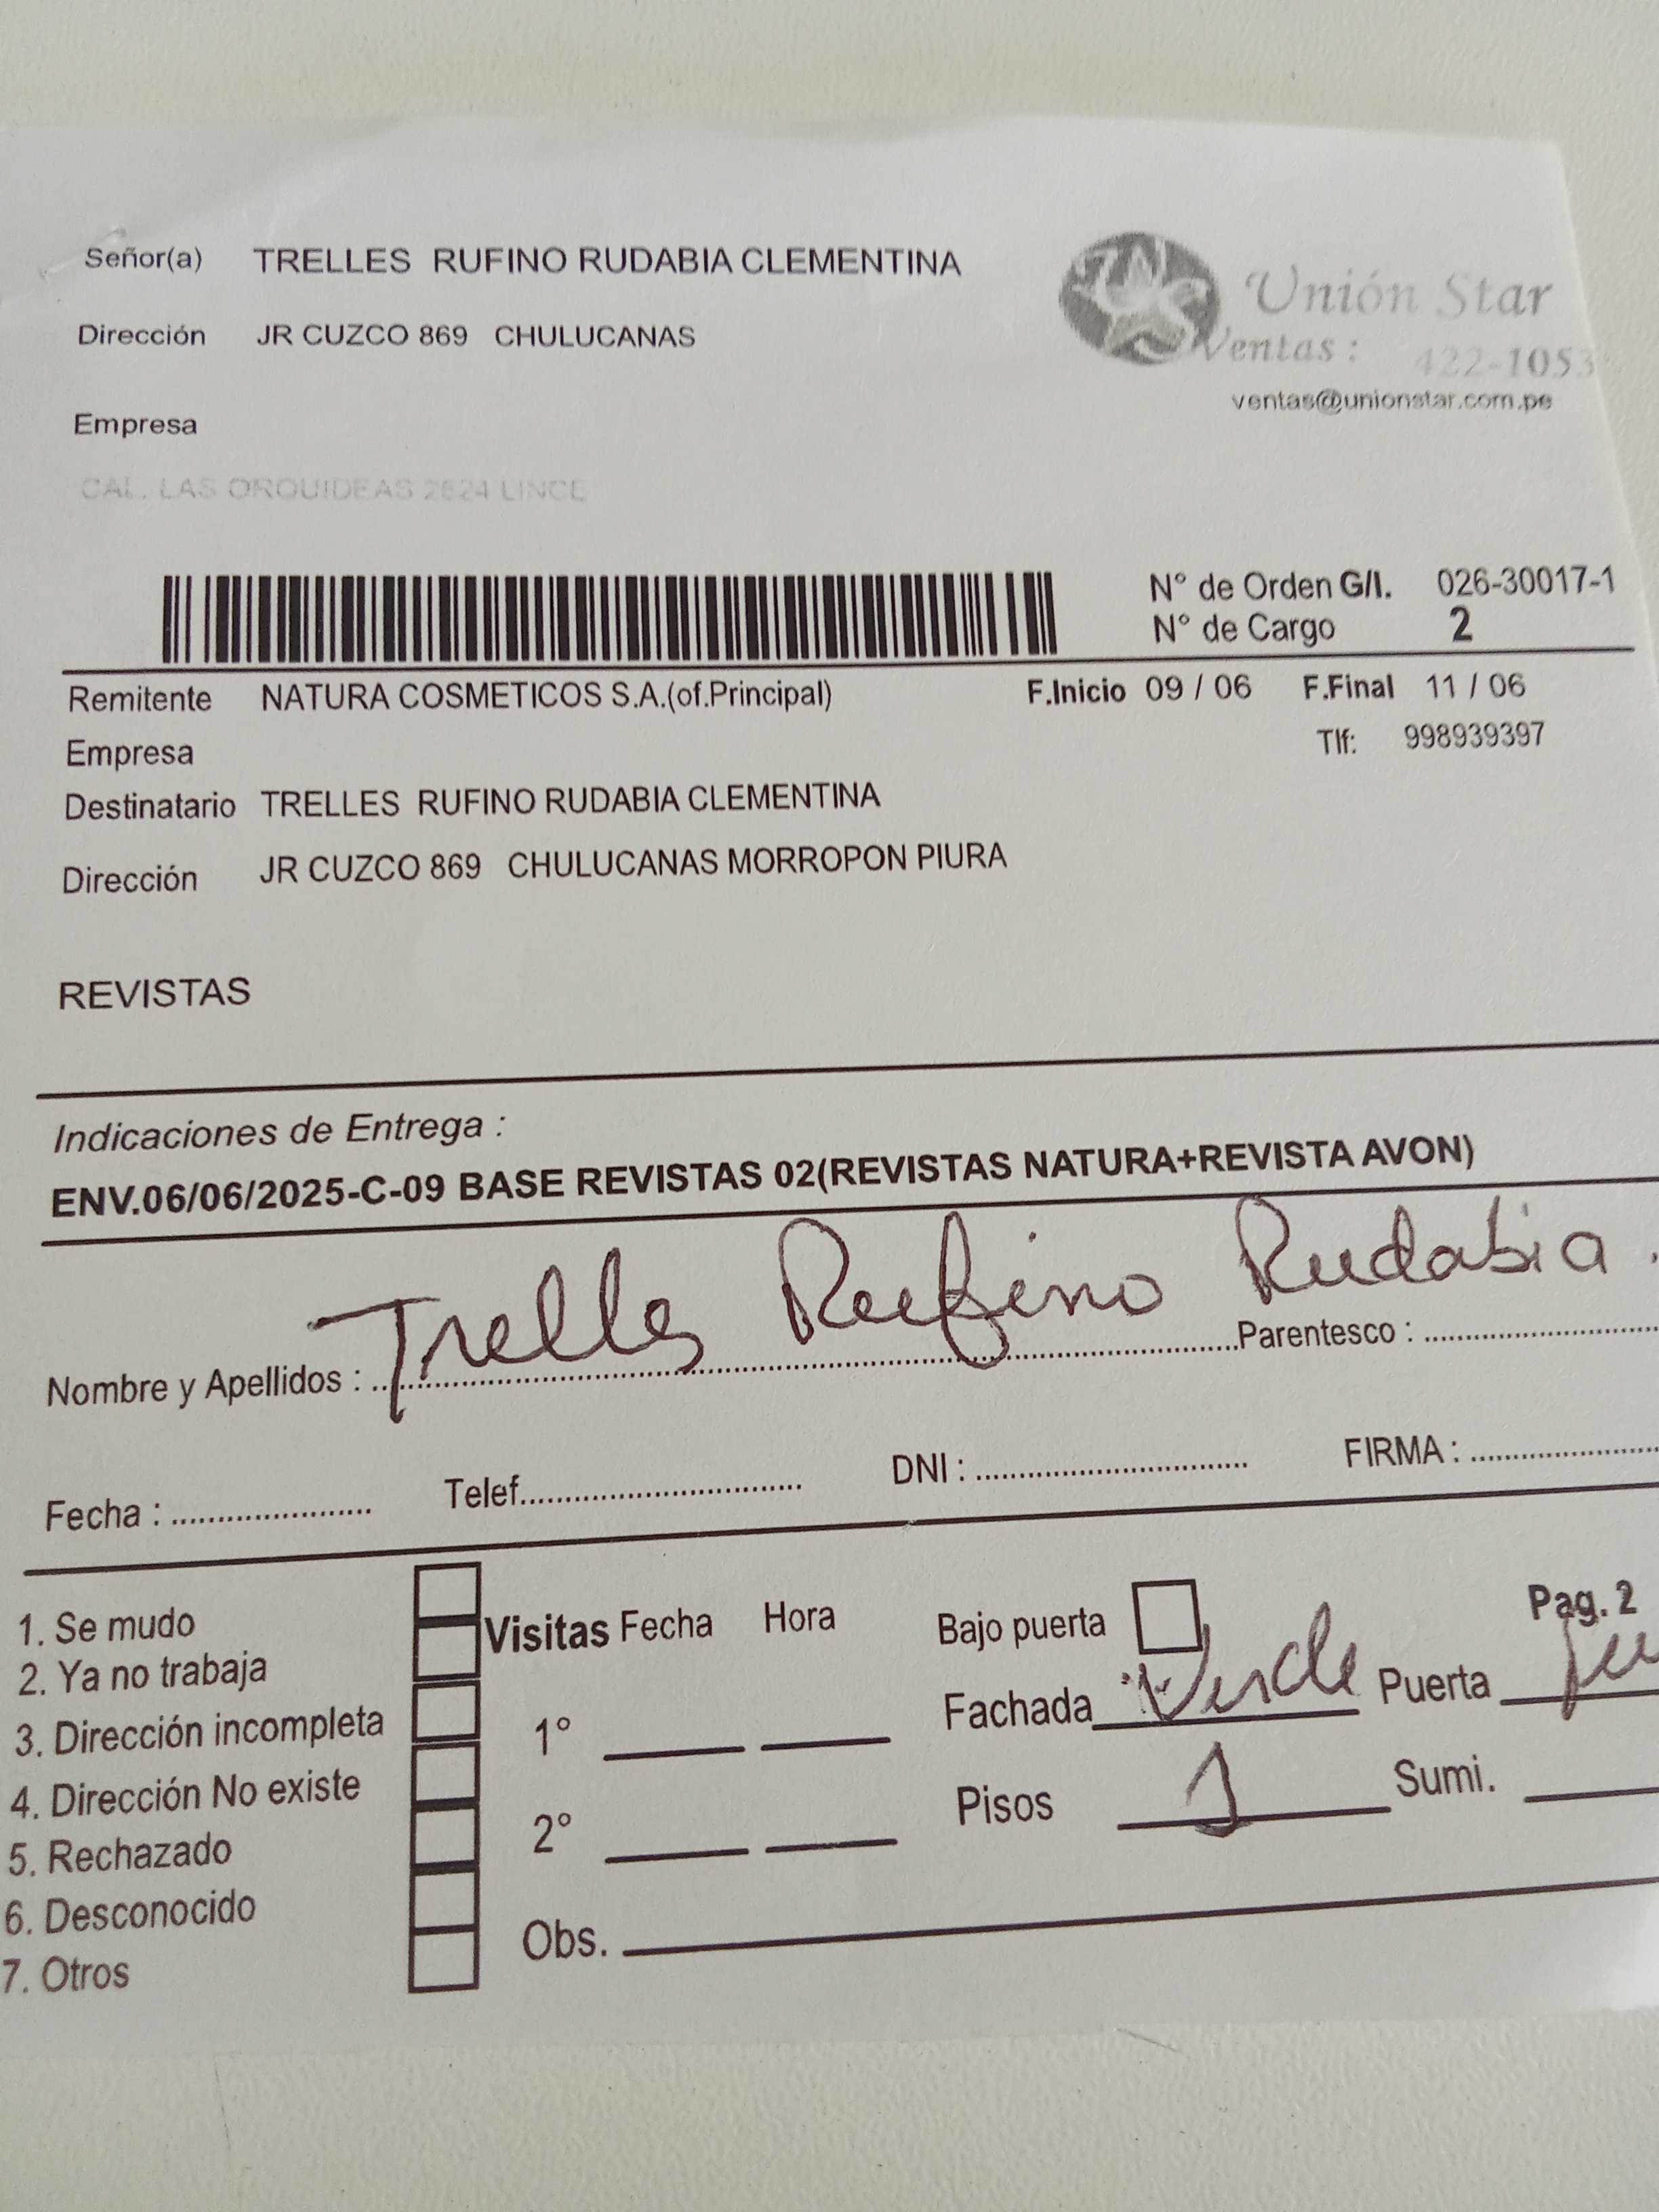 Señor(a) TRELLES RUFINO RUDABIA CLEMENTINA
Unión Star
Dirección JR CUZCO 869 CHULUCANAS
Ventas : 422-1053
ventas@unionstar.com.pe
Empresa
CAL. LAS ORQUIDEAS 2624 LINCE
N° de Orden G/I. 026-30017-1
N° de Cargo 2
Remitente NATURA COSMETICOS S.A.(of.Principal) F.Inicio 09 / 06 F.Final 11 / 06
Empresa Tlf: 998939397
Destinatario TRELLES RUFINO RUDABIA CLEMENTINA
Dirección JR CUZCO 869 CHULUCANAS MORROPON PIURA
REVISTAS
Indicaciones de Entrega :
ENV.06/06/2025-C-09 BASE REVISTAS 02(REVISTAS NATURA+REVISTA AVON)
Nombre y Apellidos : Trelles Rufino Rudabia. Parentesco :
Fecha : Telef. DNI : FIRMA :
1. Se mudo
2. Ya no trabaja
3. Dirección incompleta
4. Dirección No existe
5. Rechazado
6. Desconocido
7. Otros
Visitas Fecha Hora
1°
2°
Obs.
Bajo puerta Pag. 2
Fachada Verde Puerta
Pisos 1 Sumi.